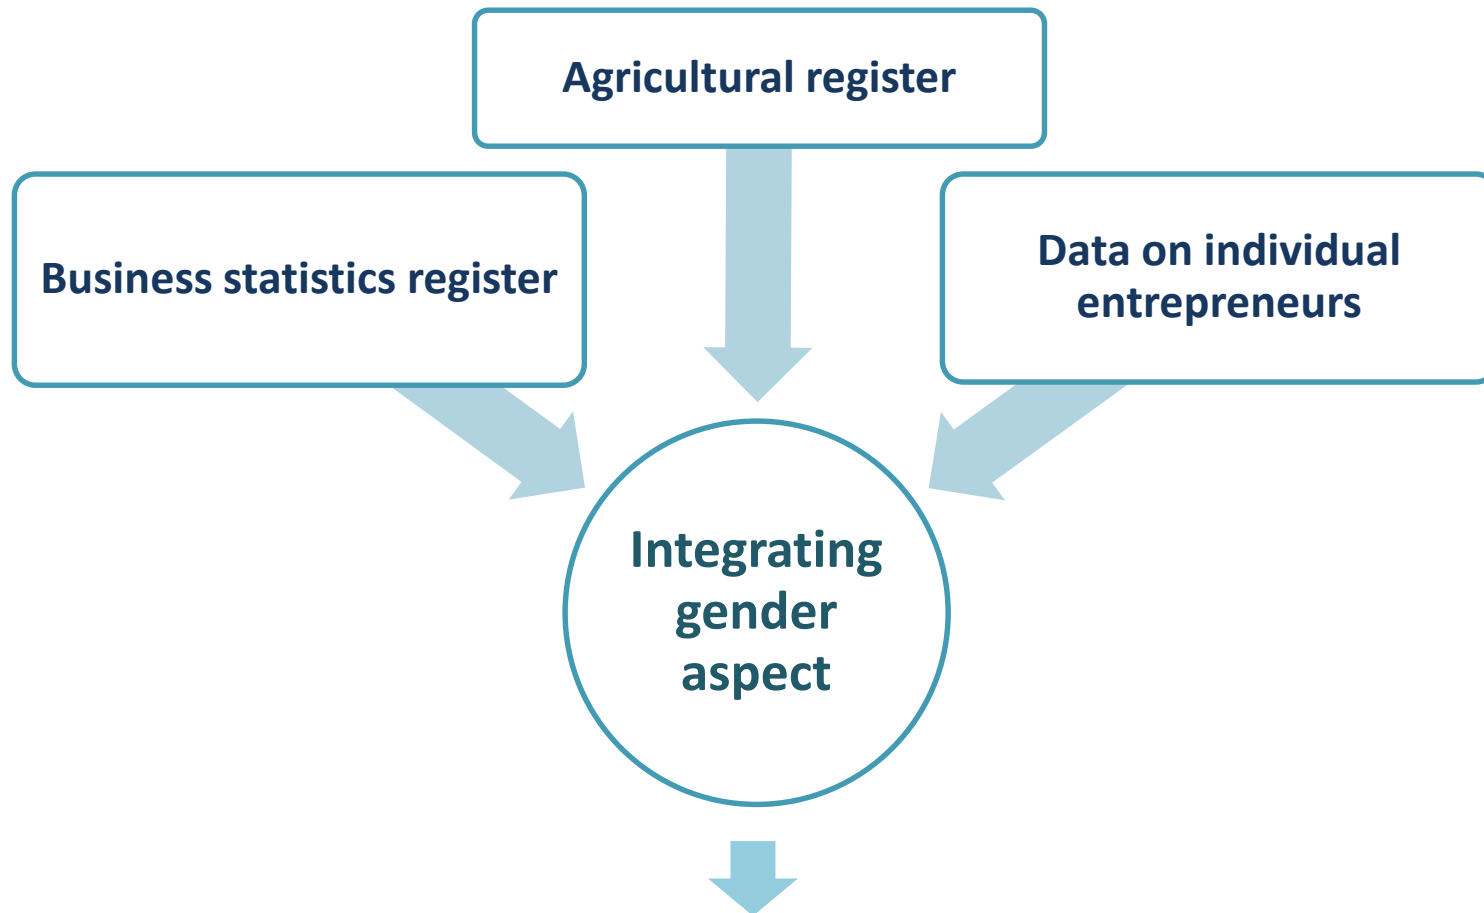 Agricultural register
Business statistics register
Data on individual
entrepreneurs
Integrating
gender
aspect